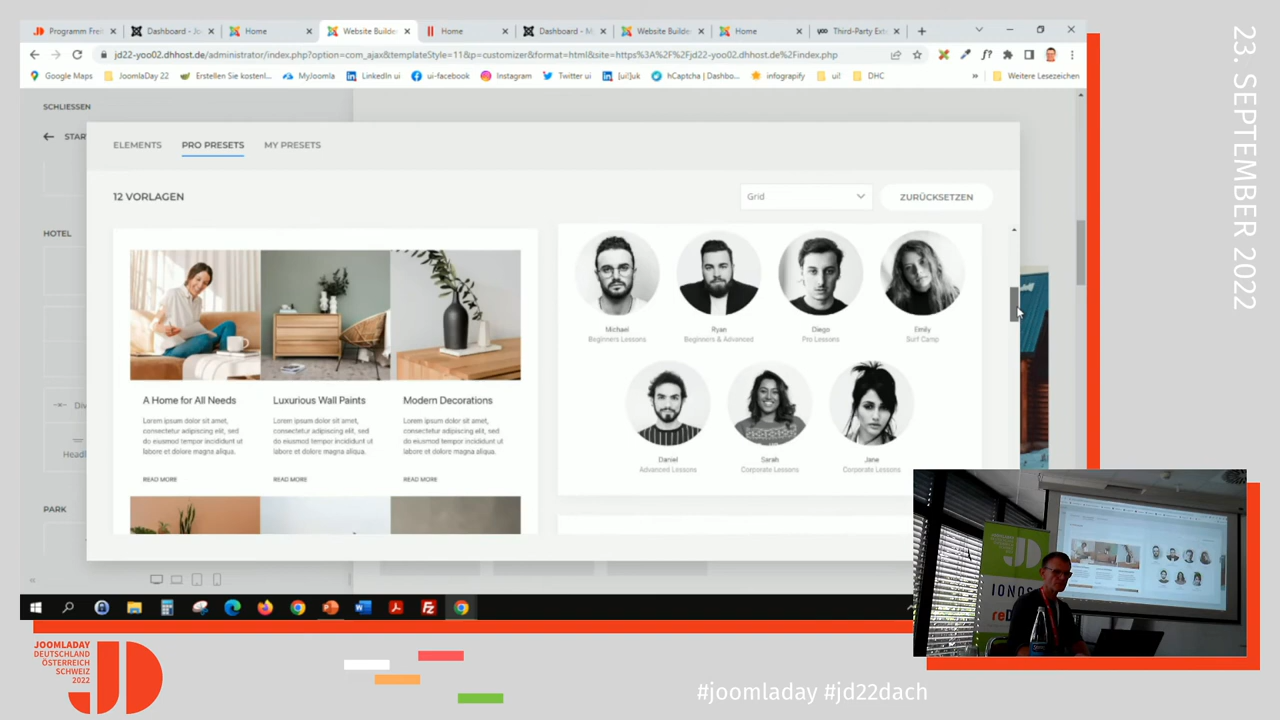 Programm Frei
Dashboard - Jo
Home
Website Builder
Home
Dashboard - M
Website Builde
Home
Third-Party Ext
jd22-yoo02.dhhost.de/administrator/index.php?option=com_ajax&templateStyle=11&p=customizer&format=html&site=https%3A%2F%2Fjd22-yoo02.dhhost.de%2Findex.php
Google Maps
JoomlaDay 22
Erstellen Sie kostenl...
MyJoomla
LinkedIn ui
ui-facebook
Instagram
Twitter ui
[ui!]uk
hCaptcha | Dashbo...
infograpify
ui!
DHC
»
Weitere Lesezeichen
SCHLIESSEN
STAR
HOTEL
Div
Headl
PARK
ELEMENTS
PRO PRESETS
MY PRESETS
12 VORLAGEN
Grid
ZURÜCKSETZEN
A Home for All Needs
Lorem ipsum dolor sit amet,
consectetur adipiscing elit, sed
do eiusmod tempor incididunt ut
labore et dolore magna aliqua.
READ MORE
Luxurious Wall Paints
Lorem ipsum dolor sit amet,
consectetur adipiscing elit, sed
do eiusmod tempor incididunt ut
labore et dolore magna aliqua.
READ MORE
Modern Decorations
Lorem ipsum dolor sit amet,
consectetur adipiscing elit, sed
do eiusmod tempor incididunt ut
labore et dolore magna aliqua.
READ MORE
Michael
Beginners Lessons
Ryan
Beginners & Advanced
Diego
Pro Lessons
Emily
Surf Camp
Daniel
Advanced Lessons
Sarah
Corporate Lessons
Jane
Corporate Lessons
23. SEPTEMBER 2022
JD
IONOS
JOOMLADAY
DEUTSCHLAND
ÖSTERREICH
SCHWEIZ
2022
JD
#joomladay #jd22dach